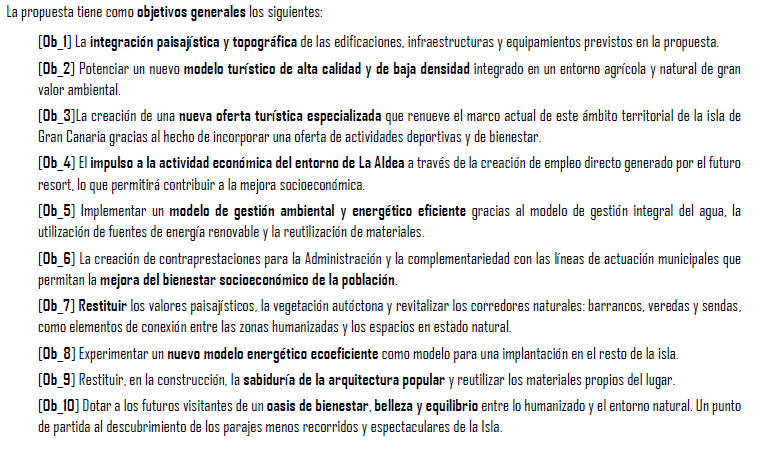 La propuesta tiene como objetivos generales los siguientes:
[Ob_1] La integración paisajística y topográfica de las edificaciones, infraestructuras y equipamientos previstos en la propuesta.
[Ob_2] Potenciar un nuevo modelo turístico de alta calidad y de baja densidad integrado en un entorno agrícola y natural de gran
valor ambiental.
[Ob_3]La creación de una nueva oferta turística especializada que renueve el marco actual de este ámbito territorial de la isla de
Gran Canaria gracias al hecho de incorporar una oferta de actividades deportivas y de bienestar.
[Ob_4] El impulso a la actividad económica del entorno de La Aldea a través de la creación de empleo directo generado por el futuro
resort, lo que permitirá contribuir a la mejora socioeconómica.
[Ob_5] Implementar un modelo de gestión ambiental y energético eficiente gracias al modelo de gestión integral del agua, la
utilización de fuentes de energía renovable y la reutilización de materiales.
[Ob_6] La creación de contraprestaciones para la Administración y la complementariedad con las líneas de actuación municipales que
permitan la mejora del bienestar socioeconómico de la población.
[Ob_7] Restituir los valores paisajísticos, la vegetación autóctona y revitalizar los corredores naturales: barrancos, veredas y sendas,
como elementos de conexión entre las zonas humanizadas y los espacios en estado natural.
[Ob_8] Experimentar un nuevo modelo energético ecoeficiente como modelo para una implantación en el resto de la isla.
[Ob_9] Restituir, en la construcción, la sabiduría de la arquitectura popular y reutilizar los materiales propios del lugar.
[Ob_10] Dotar a los futuros visitantes de un oasis de bienestar, belleza y equilibrio entre lo humanizado y el entorno natural. Un punto
de partida al descubrimiento de los parajes menos recorridos y espectaculares de la Isla.